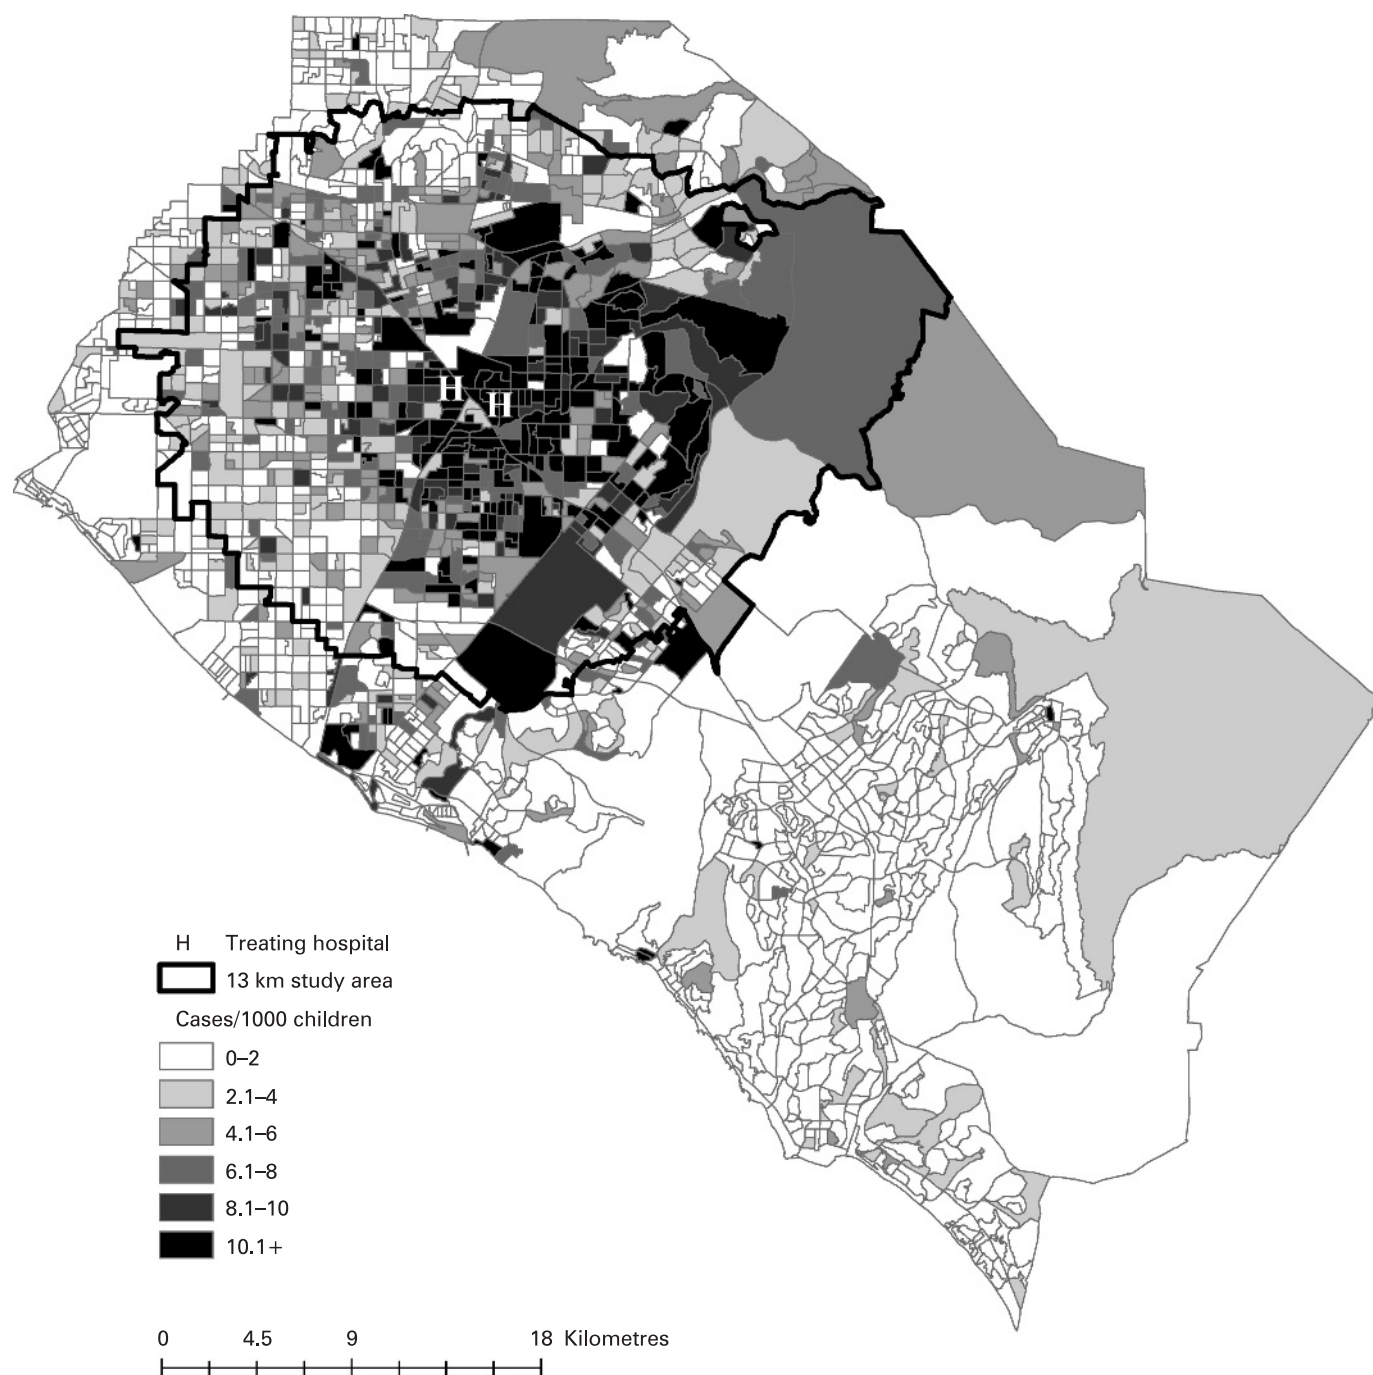 H
H
H Treating hospital
13 km study area
Cases/1000 children
0–2
2.1–4
4.1–6
6.1–8
8.1–10
10.1+
0 4.5 9 18 Kilometres